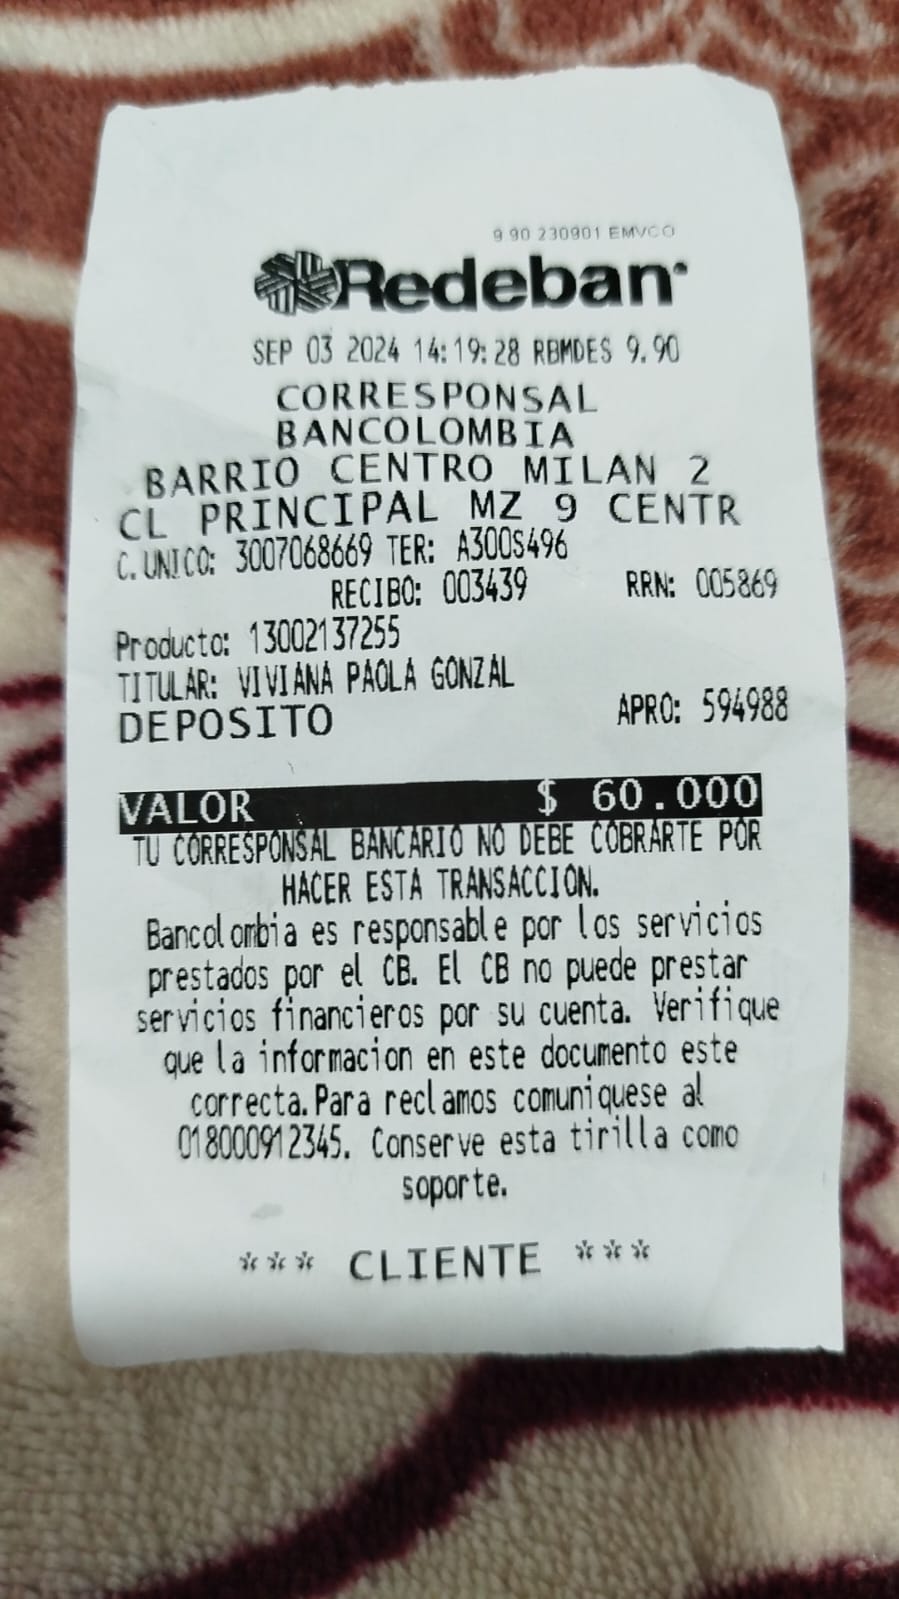 9 90 230901 EMVCO
Redeban
SEP 03 2024 14:19:28 RBMDES 9.90
CORRESPONSAL
BANCOLOMBIA
BARRIO CENTRO MILAN 2
CL PRINCIPAL MZ 9 CENTR
C. UNICO: 3007068669 TER: A300S496
RECIBO: 003439 RRN: 005869
Producto: 13002137255
TITULAR: VIVIANA PAOLA GONZAL
DEPOSITO APRO: 594988
VALOR $ 60.000
TU CORRESPONSAL BANCARIO NO DEBE COBRARTE POR
HACER ESTA TRANSACCION.
Bancolombia es responsable por los servicios
prestados por el CB. El CB no puede prestar
servicios financieros por su cuenta. Verifique
que la informacion en este documento este
correcta. Para reclamos comuniquese al
018000912345. Conserve esta tirilla como
soporte.
*** CLIENTE ***